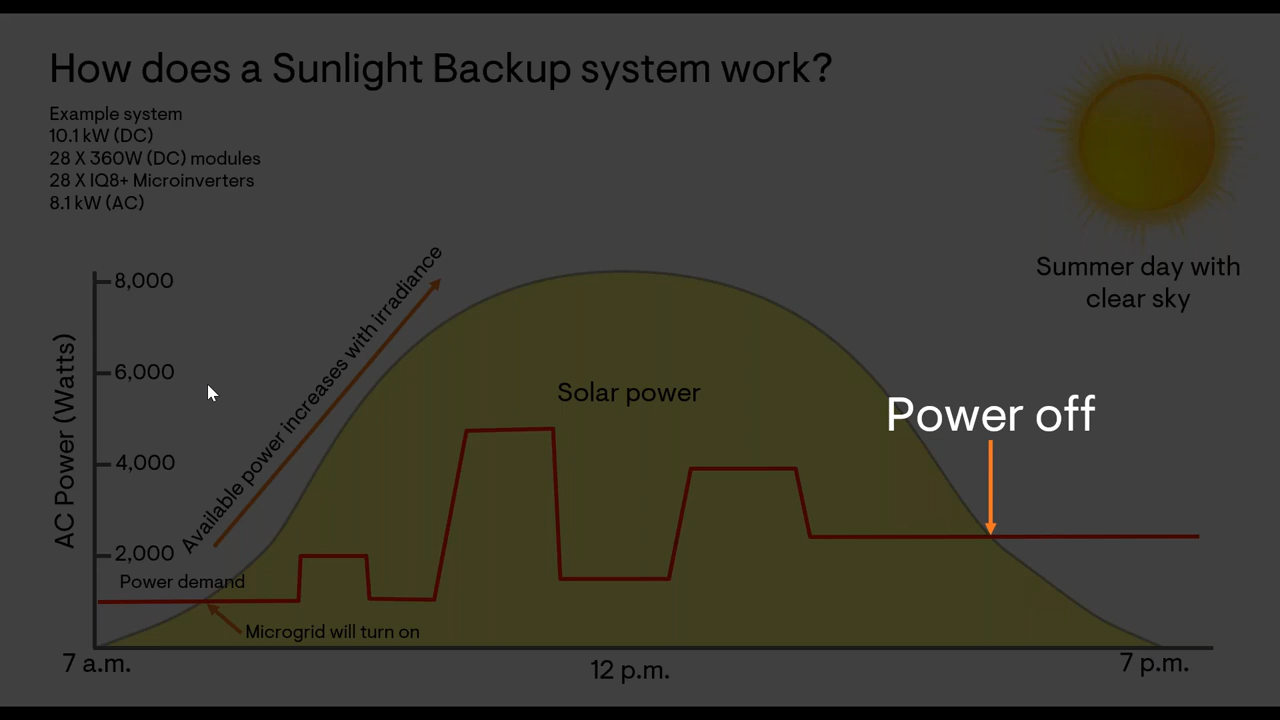 How does a Sunlight Backup system work?
Example system
10.1 kW (DC)
28 X 360W (DC) modules
28 X IQ8+ Microinverters
8.1 kW (AC)
Summer day with
clear sky
AC Power (Watts)
8,000
6,000
4,000
2,000
Available power increases with irradiance
Solar power
Power off
Power demand
Microgrid will turn on
7 a.m.
12 p.m.
7 p.m.